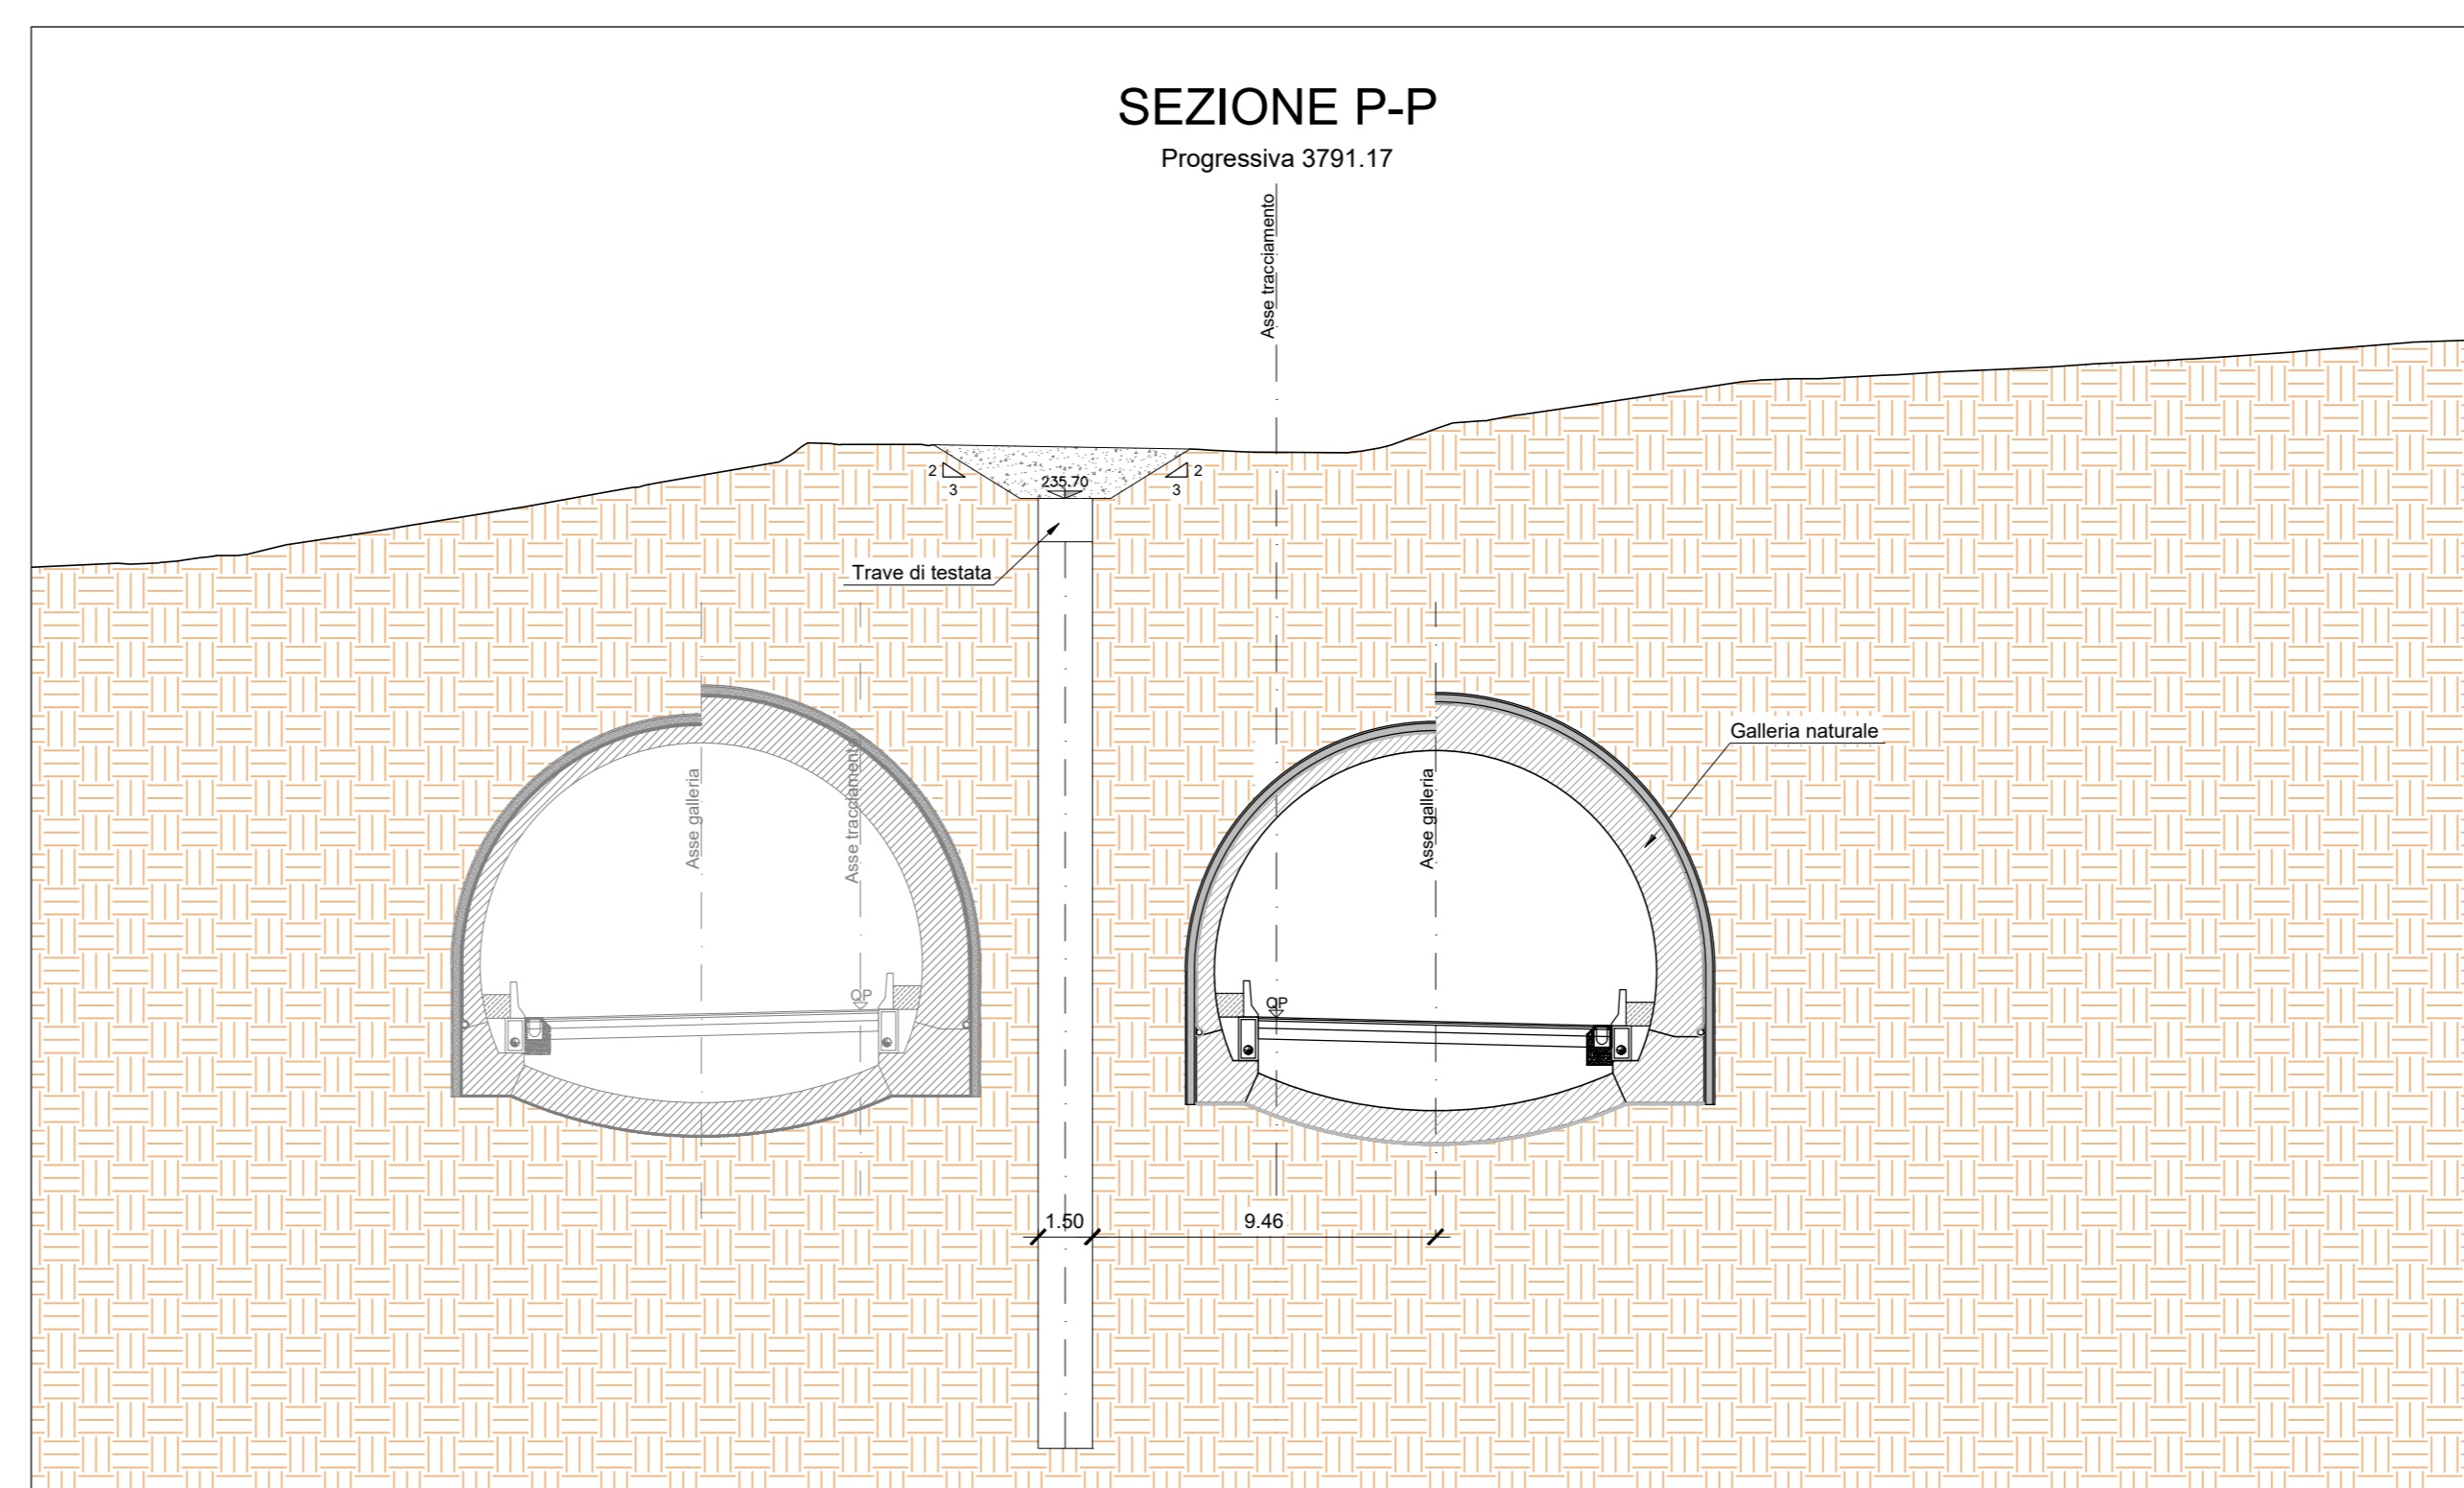 SEZIONE P-P
Progressiva 3791.17
Asse tracciamento
2
3
235.70
2
3
Trave di testata
Galleria naturale
Asse galleria
Asse tracciamento
Asse galleria
QP
QP
1.50
9.46